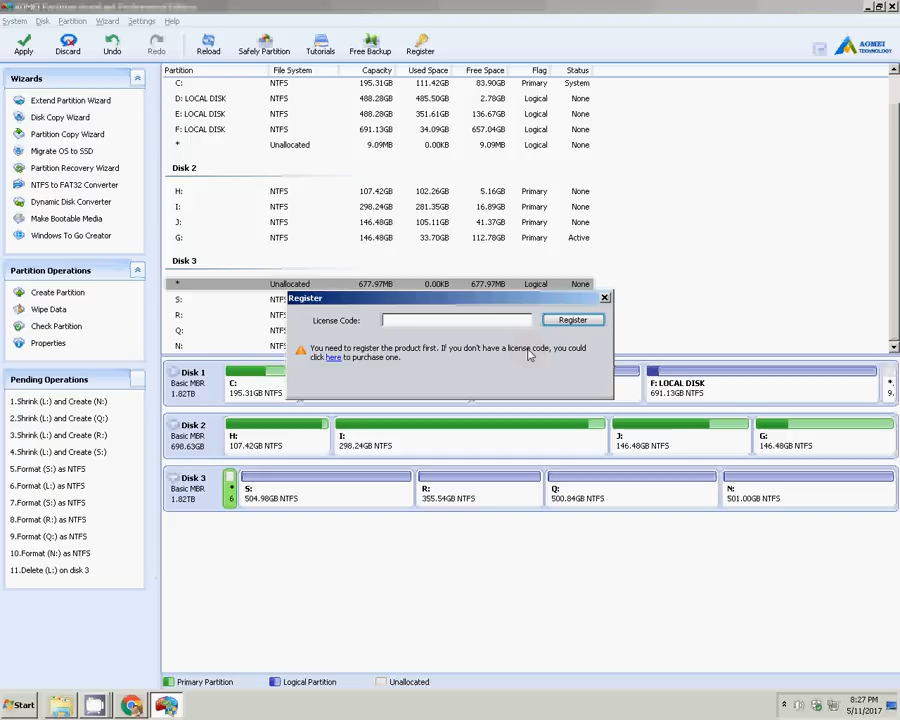 AOMEI Partition Assistant Professional Edition
System Disk Partition Wizard Settings Help
Apply Discard Undo Redo Reload Safely Partition Tutorials Free Backup Register
AOMEI
TECHNOLOGY
Wizards
Extend Partition Wizard
Disk Copy Wizard
Partition Copy Wizard
Migrate OS to SSD
Partition Recovery Wizard
NTFS to FAT32 Converter
Dynamic Disk Converter
Make Bootable Media
Windows To Go Creator
Partition Operations
Create Partition
Wipe Data
Check Partition
Properties
Pending Operations
1.Shrink (L:) and Create (N:)
2.Shrink (L:) and Create (Q:)
3.Shrink (L:) and Create (R:)
4.Shrink (L:) and Create (S:)
5.Format (S:) as NTFS
6.Format (L:) as NTFS
7.Format (S:) as NTFS
8.Format (R:) as NTFS
9.Format (Q:) as NTFS
10.Format (N:) as NTFS
11.Delete (L:) on disk 3
Partition File System Capacity Used Space Free Space Flag Status
C: NTFS 195.31GB 111.42GB 83.90GB Primary System
D: LOCAL DISK NTFS 488.28GB 485.50GB 2.78GB Logical None
E: LOCAL DISK NTFS 488.28GB 351.61GB 136.67GB Logical None
F: LOCAL DISK NTFS 691.13GB 34.09GB 657.04GB Logical None
* Unallocated 9.09MB 0.00KB 9.09MB Logical None
Disk 2
H: NTFS 107.42GB 102.26GB 5.16GB Primary None
I: NTFS 298.24GB 281.35GB 16.89GB Primary None
J: NTFS 146.48GB 105.11GB 41.37GB Primary None
G: NTFS 146.48GB 33.70GB 112.78GB Primary Active
Disk 3
* Unallocated 677.97MB 0.00KB 677.97MB Logical None
S: NTFS
R: NTFS
Q: NTFS
N: NTFS
Register
License Code: Register
You need to register the product first. If you don't have a license code, you could
click here to purchase one.
Disk 1
Basic MBR
1.82TB
C:
195.31GB NTFS
F: LOCAL DISK
691.13GB NTFS
*.
9.
Disk 2
Basic MBR
698.63GB
H:
107.42GB NTFS
I:
298.24GB NTFS
J:
146.48GB NTFS
G:
146.48GB NTFS
Disk 3
Basic MBR
1.82TB
*
6
S:
504.98GB NTFS
R:
355.54GB NTFS
Q:
500.84GB NTFS
N:
501.00GB NTFS
Primary Partition Logical Partition Unallocated
Start
8:27 PM
5/11/2017